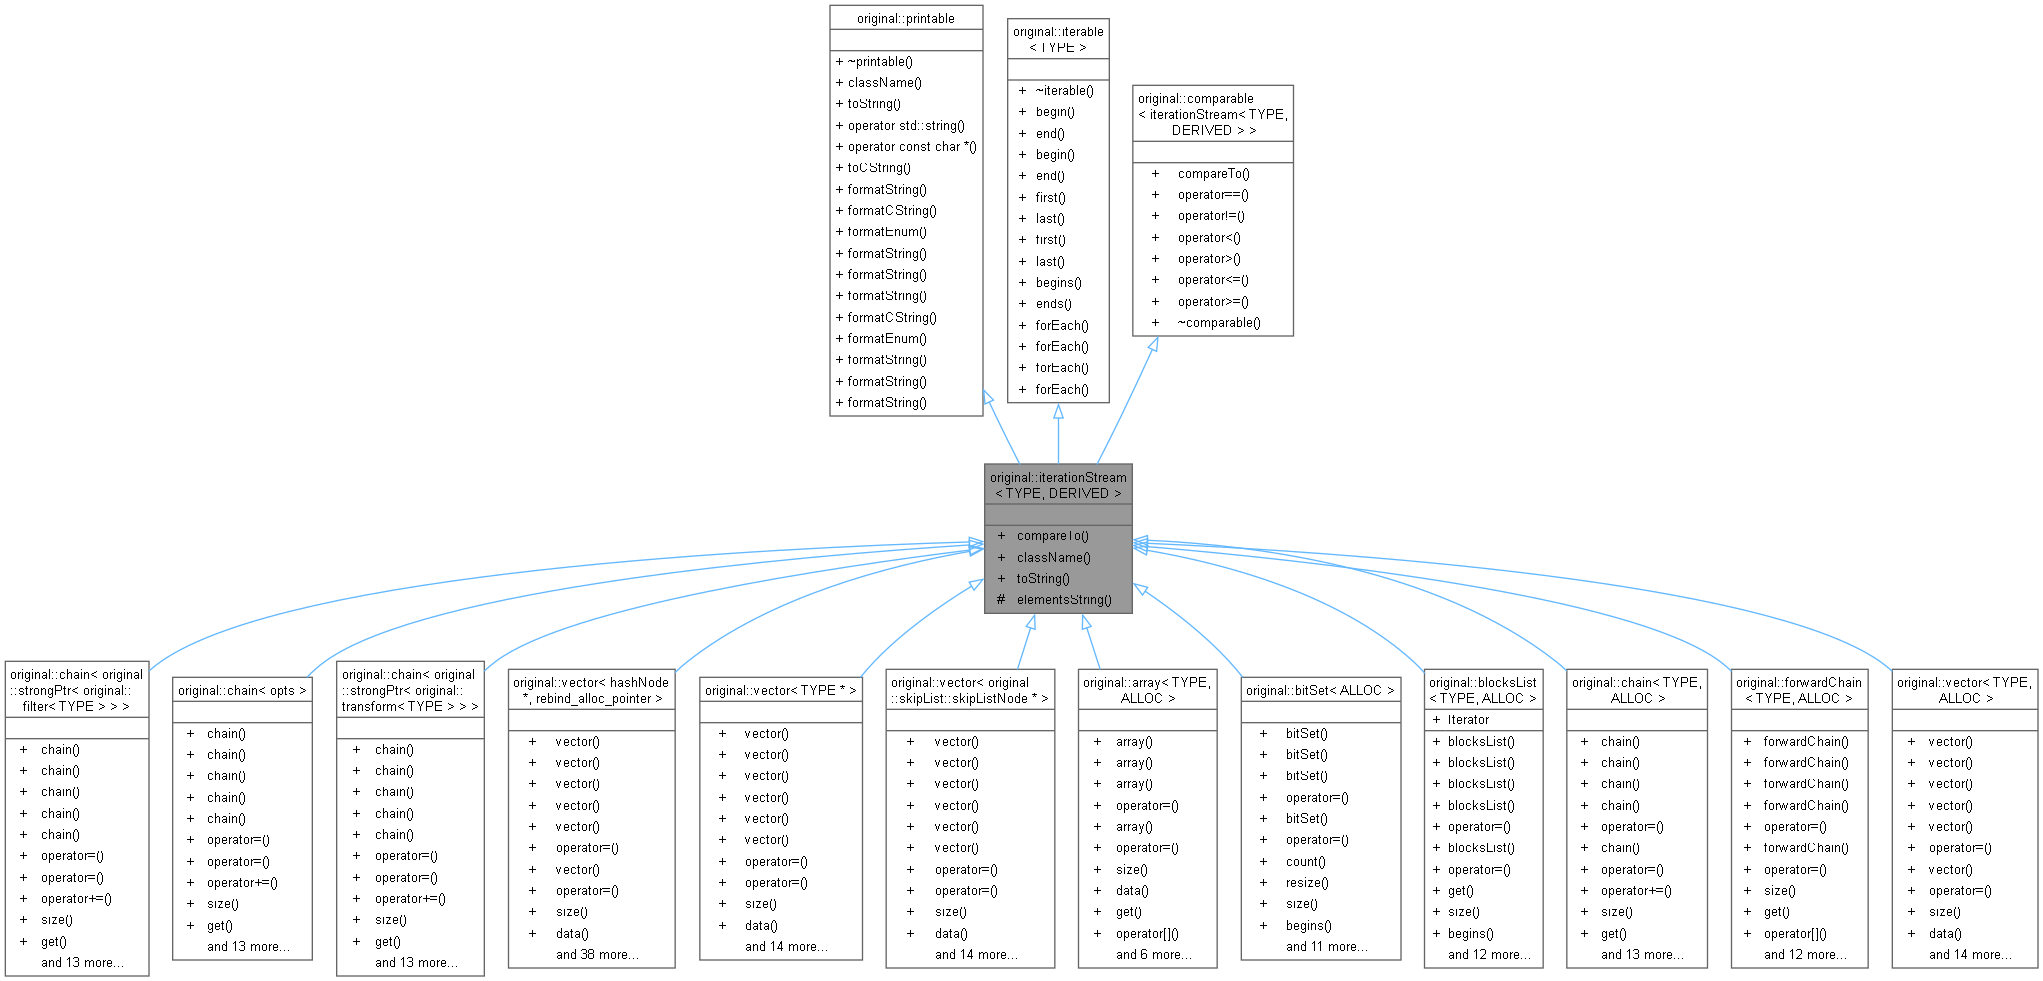 original::printable
+ ~printable()
+ className()
+ toString()
+ operator std::string()
+ operator const char *()
+ toCString()
+ formatString()
+ formatCString()
+ formatEnum()
+ formatString()
+ formatString()
+ formatString()
+ formatCString()
+ formatEnum()
+ formatString()
+ formatString()
+ formatString()
original::iterable
< TYPE >
+ ~iterable()
+ begin()
+ end()
+ begin()
+ end()
+ first()
+ last()
+ first()
+ last()
+ begins()
+ ends()
+ forEach()
+ forEach()
+ forEach()
+ forEach()
original::comparable
< iterationStream< TYPE,
DERIVED > >
+ compareTo()
+ operator==()
+ operator!=()
+ operator<()
+ operator>()
+ operator<=()
+ operator>=()
+ ~comparable()
original::iterationStream
< TYPE, DERIVED >
+ compareTo()
+ className()
+ toString()
# elementsString()
original::chain< original
::strongPtr< original::
filter< TYPE > > >
+ chain()
+ chain()
+ chain()
+ chain()
+ chain()
+ operator=()
+ operator=()
+ operator+=()
+ size()
+ get()
and 13 more...
original::chain< opts >
+ chain()
+ chain()
+ chain()
+ chain()
+ chain()
+ operator=()
+ operator=()
+ operator+=()
+ size()
+ get()
and 13 more...
original::chain< original
::strongPtr< original::
transform< TYPE > > >
+ chain()
+ chain()
+ chain()
+ chain()
+ chain()
+ operator=()
+ operator=()
+ operator+=()
+ size()
+ get()
and 13 more...
original::vector< hashNode
*, rebind_alloc_pointer >
+ vector()
+ vector()
+ vector()
+ vector()
+ vector()
+ operator=()
+ vector()
+ operator=()
+ size()
+ data()
and 38 more...
original::vector< TYPE * >
+ vector()
+ vector()
+ vector()
+ vector()
+ vector()
+ vector()
+ operator=()
+ operator=()
+ size()
+ data()
and 14 more...
original::vector< original
::skipList::skipListNode * >
+ vector()
+ vector()
+ vector()
+ vector()
+ vector()
+ vector()
+ operator=()
+ operator=()
+ size()
+ data()
and 14 more...
original::array< TYPE,
ALLOC >
+ array()
+ array()
+ array()
+ operator=()
+ array()
+ operator=()
+ size()
+ data()
+ get()
+ operator[]()
and 6 more...
original::bitSet< ALLOC >
+ bitSet()
+ bitSet()
+ bitSet()
+ operator=()
+ bitSet()
+ operator=()
+ count()
+ resize()
+ size()
+ begins()
and 11 more...
original::blocksList
< TYPE, ALLOC >
+ Iterator
+ blocksList()
+ blocksList()
+ blocksList()
+ blocksList()
+ operator=()
+ blocksList()
+ operator=()
+ get()
+ size()
+ begins()
and 12 more...
original::chain< TYPE,
ALLOC >
+ chain()
+ chain()
+ chain()
+ chain()
+ operator=()
+ chain()
+ operator=()
+ operator+=()
+ size()
+ get()
and 13 more...
original::forwardChain
< TYPE, ALLOC >
+ forwardChain()
+ forwardChain()
+ forwardChain()
+ forwardChain()
+ operator=()
+ forwardChain()
+ operator=()
+ size()
+ get()
+ operator[]()
and 12 more...
original::vector< TYPE,
ALLOC >
+ vector()
+ vector()
+ vector()
+ vector()
+ vector()
+ operator=()
+ vector()
+ operator=()
+ size()
+ data()
and 14 more...